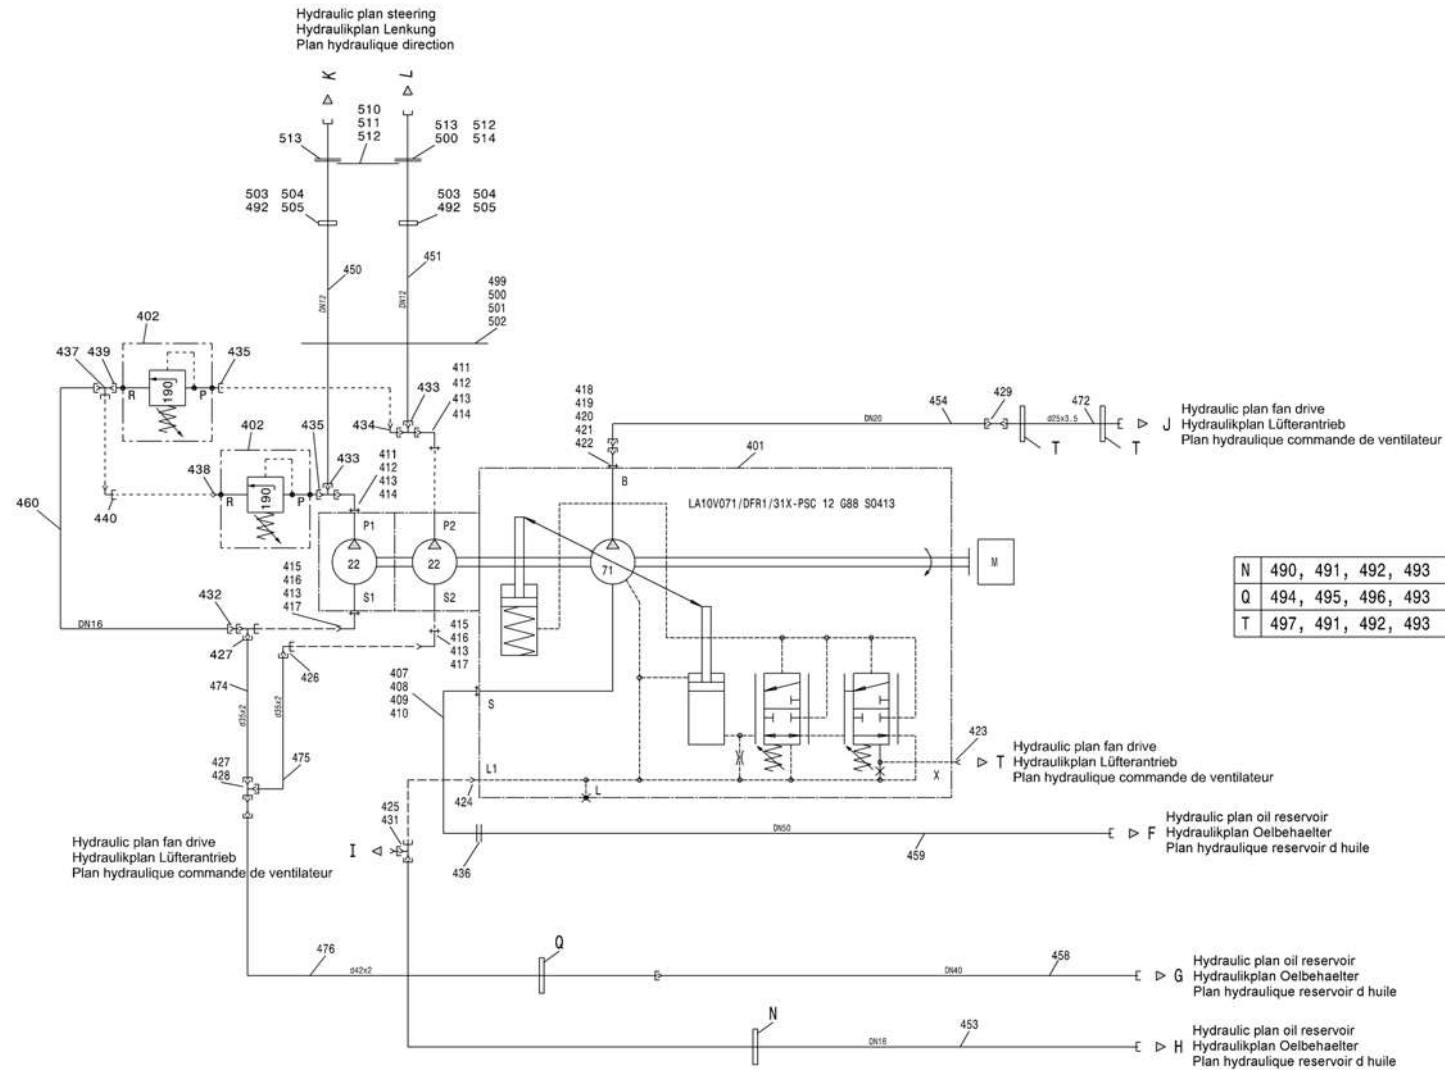 Hydraulic plan steering
Hydraulikplan Lenkung
Plan hydraulique direction
K
L
510
511
512
513
513 512
500 514
503 504
492 505
503 504
492 505
450
451
DN12
DN12
499
500
501
502
402
437
439
435
190
R
P
411
412
413
414
433
434
402
435
433
438
190
R
P
440
460
411
412
413
414
418
419
420
421
422
401
B
454
DN20
429
d25x3.5
472
T
T
J
Hydraulic plan fan drive
Hydraulikplan Lüfterantrieb
Plan hydraulique commande de ventilateur
LA10VO71/DFR1/31X-PSC 12 G88 SO413
P1
P2
22
22
71
M
S1
S2
415
416
413
417
415
416
413
417
432
DN16
427
426
474
d35x2
d35x2
475
427
428
407
408
409
410
S
L1
L
X
424
423
T
Hydraulic plan fan drive
Hydraulikplan Lüfterantrieb
Plan hydraulique commande de ventilateur
N 490, 491, 492, 493
Q 494, 495, 496, 493
T 497, 491, 492, 493
425
431
I
Hydraulic plan fan drive
Hydraulikplan Lüfterantrieb
Plan hydraulique commande de ventilateur
436
DN50
459
F
Hydraulic plan oil reservoir
Hydraulikplan Oelbehaelter
Plan hydraulique reservoir d huile
476
d42x2
Q
DN40
458
G
Hydraulic plan oil reservoir
Hydraulikplan Oelbehaelter
Plan hydraulique reservoir d huile
N
DN16
453
H
Hydraulic plan oil reservoir
Hydraulikplan Oelbehaelter
Plan hydraulique reservoir d huile